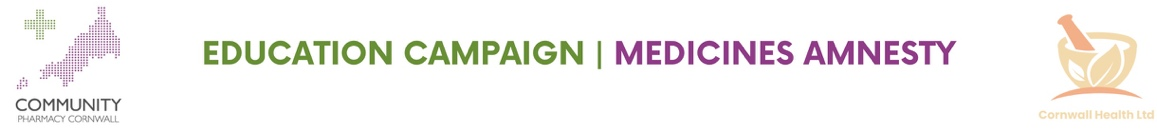 EDUCATION CAMPAIGN | MEDICINES AMNESTY
COMMUNITY
PHARMACY CORNWALL
Cornwall Health Ltd